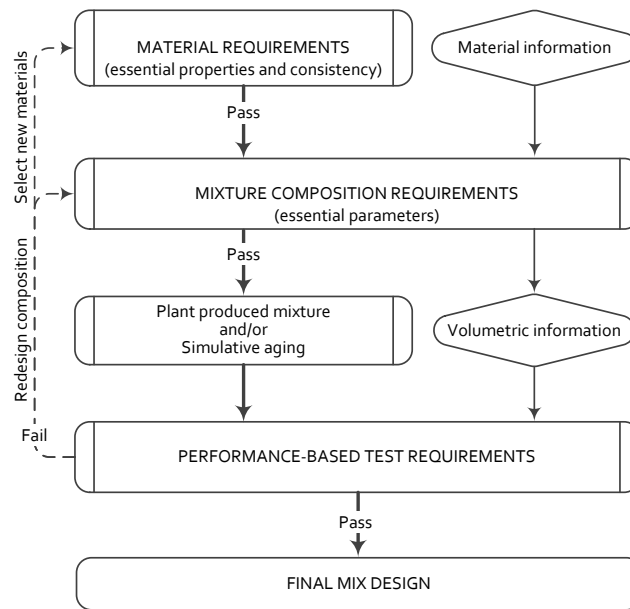 MATERIAL REQUIREMENTS
(essential properties and consistency)
Material information
Pass
Select new materials
MIXTURE COMPOSITION REQUIREMENTS
(essential parameters)
Pass
Redesign composition
Plant produced mixture
and/or
Simulative aging
Volumetric information
Fail
PERFORMANCE-BASED TEST REQUIREMENTS
Pass
FINAL MIX DESIGN